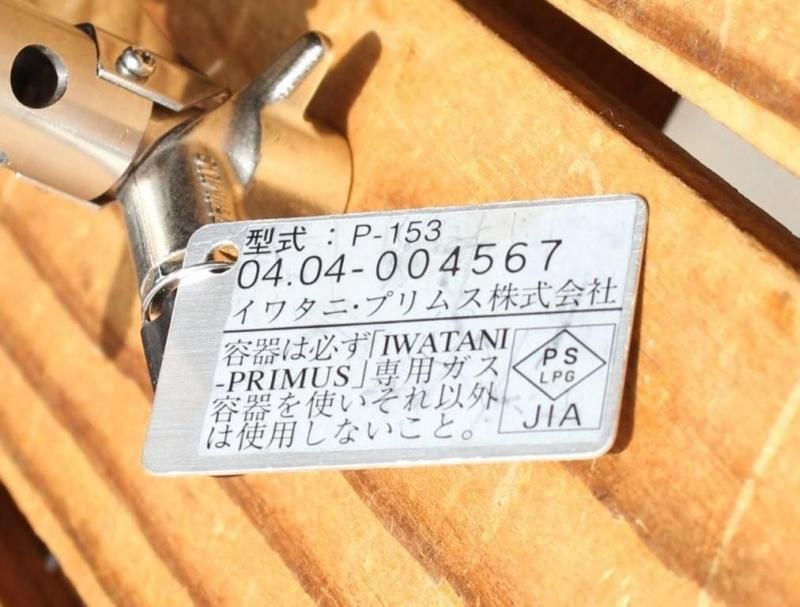 PRIMUS
型式 : P-153
04.04-004567
イワタニ・プリムス株式会社
容器は必ず「IWATANI
-PRIMUS」専用ガス
容器を使いそれ以外
は使用しないこと。
PS
LPG
JIA